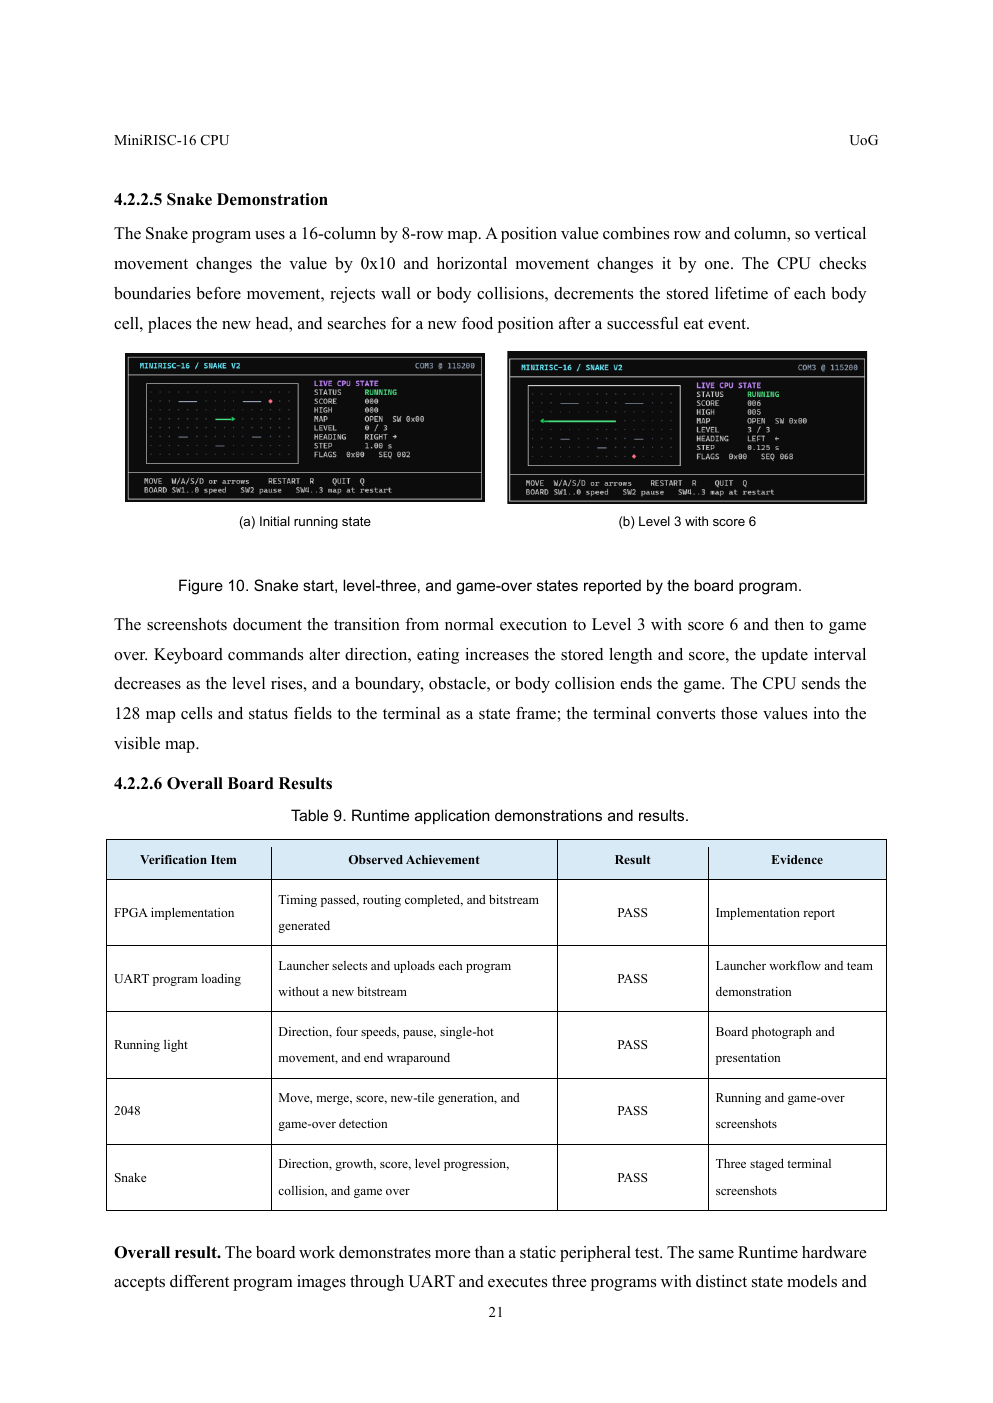 MiniRISC-16 CPU UoG
4.2.2.5 Snake Demonstration
The Snake program uses a 16-column by 8-row map. A position value combines row and column, so vertical
movement changes the value by 0x10 and horizontal movement changes it by one. The CPU checks
boundaries before movement, rejects wall or body collisions, decrements the stored lifetime of each body
cell, places the new head, and searches for a new food position after a successful eat event.
MINIRISC-16 / SNAKE V2 COM3 @ 115200
LIVE CPU STATE
STATUS RUNNING
SCORE 000
HIGH 000
MAP OPEN SW 0x00
LEVEL 0 / 3
HEADING RIGHT →
STEP 1.00 s
FLAGS 0x00 SEQ 002
MOVE W/A/S/D or arrows RESTART R QUIT Q
BOARD SW1..0 speed SW2 pause SW4..3 map at restart
MINIRISC-16 / SNAKE V2 COM3 @ 115200
LIVE CPU STATE
STATUS RUNNING
SCORE 006
HIGH 005
MAP OPEN SW 0x00
LEVEL 3 / 3
HEADING LEFT ←
STEP 0.125 s
FLAGS 0x00 SEQ 068
MOVE W/A/S/D or arrows RESTART R QUIT Q
BOARD SW1..0 speed SW2 pause SW4..3 map at restart
(a) Initial running state
(b) Level 3 with score 6
Figure 10. Snake start, level-three, and game-over states reported by the board program.
The screenshots document the transition from normal execution to Level 3 with score 6 and then to game
over. Keyboard commands alter direction, eating increases the stored length and score, the update interval
decreases as the level rises, and a boundary, obstacle, or body collision ends the game. The CPU sends the
128 map cells and status fields to the terminal as a state frame; the terminal converts those values into the
visible map.
4.2.2.6 Overall Board Results
Table 9. Runtime application demonstrations and results.
Verification Item Observed Achievement Result Evidence
FPGA implementation
Timing passed, routing completed, and bitstream
generated
PASS
Implementation report
UART program loading
Launcher selects and uploads each program
without a new bitstream
PASS
Launcher workflow and team
demonstration
Running light
Direction, four speeds, pause, single-hot
movement, and end wraparound
PASS
Board photograph and
presentation
2048
Move, merge, score, new-tile generation, and
game-over detection
PASS
Running and game-over
screenshots
Snake
Direction, growth, score, level progression,
collision, and game over
PASS
Three staged terminal
screenshots
Overall result. The board work demonstrates more than a static peripheral test. The same Runtime hardware
accepts different program images through UART and executes three programs with distinct state models and
21